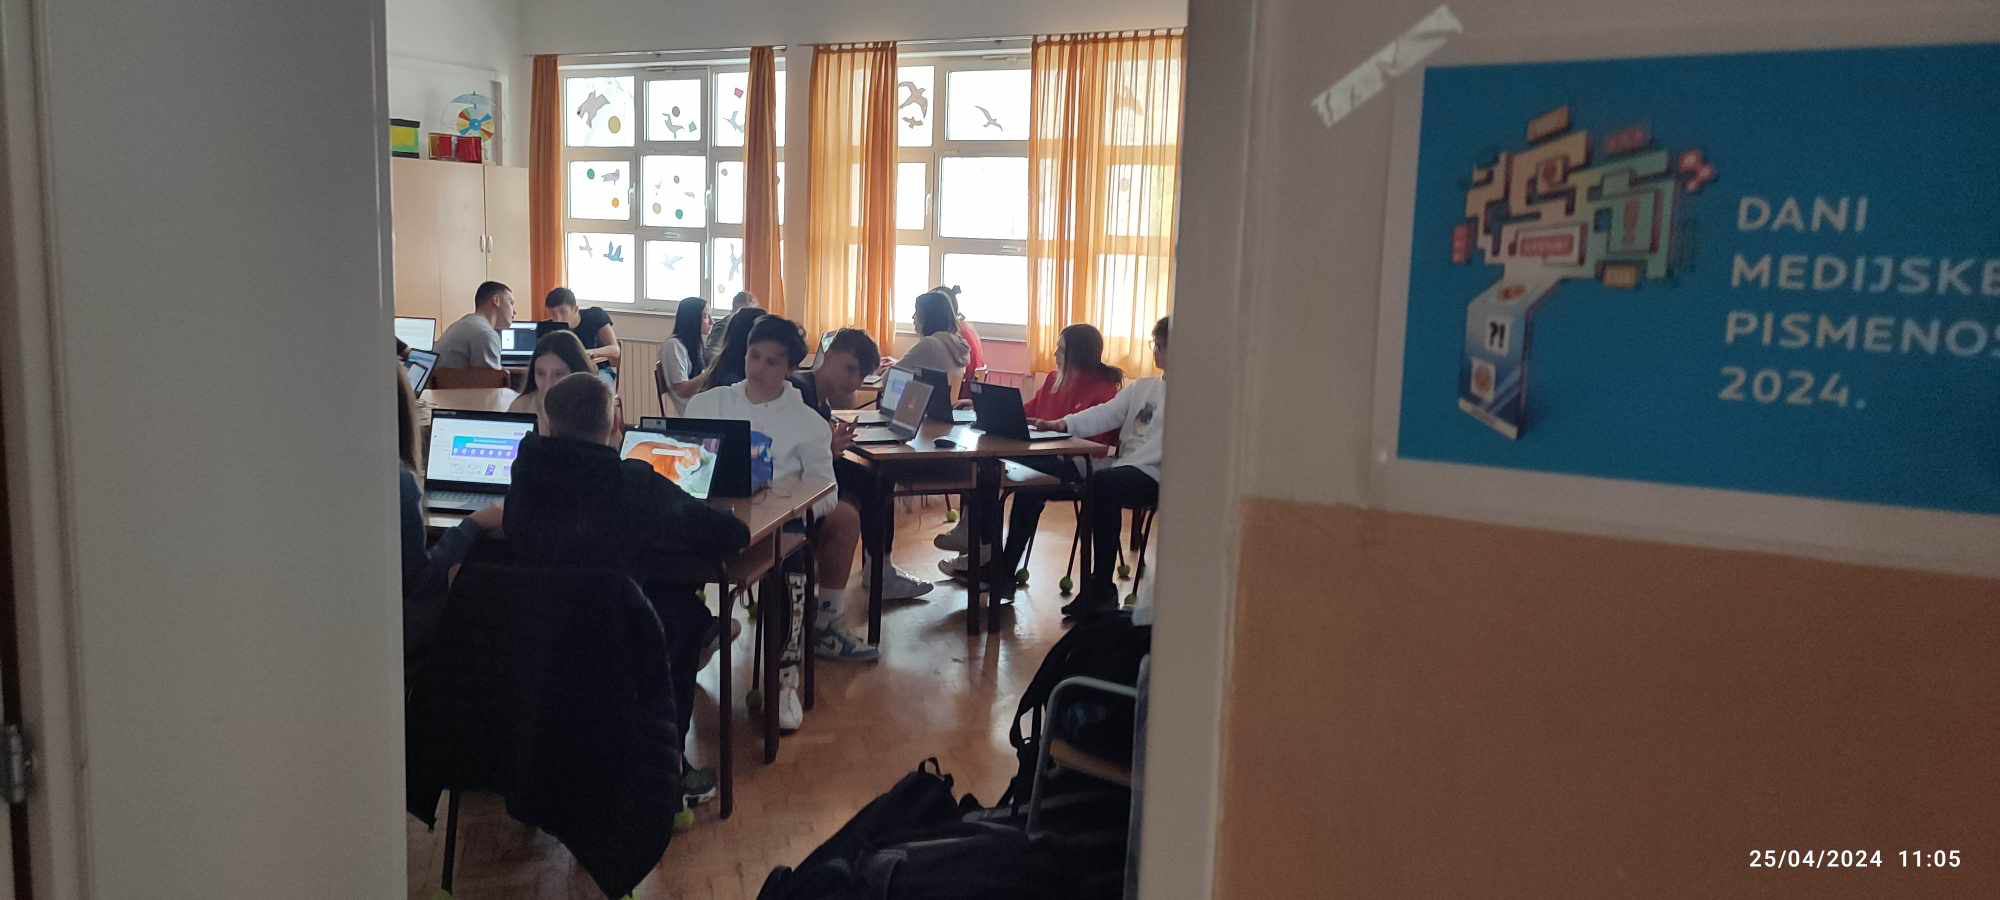 DANI
MEDIJSKE
PISMENOS
2024.
?!
25/04/2024 11:05